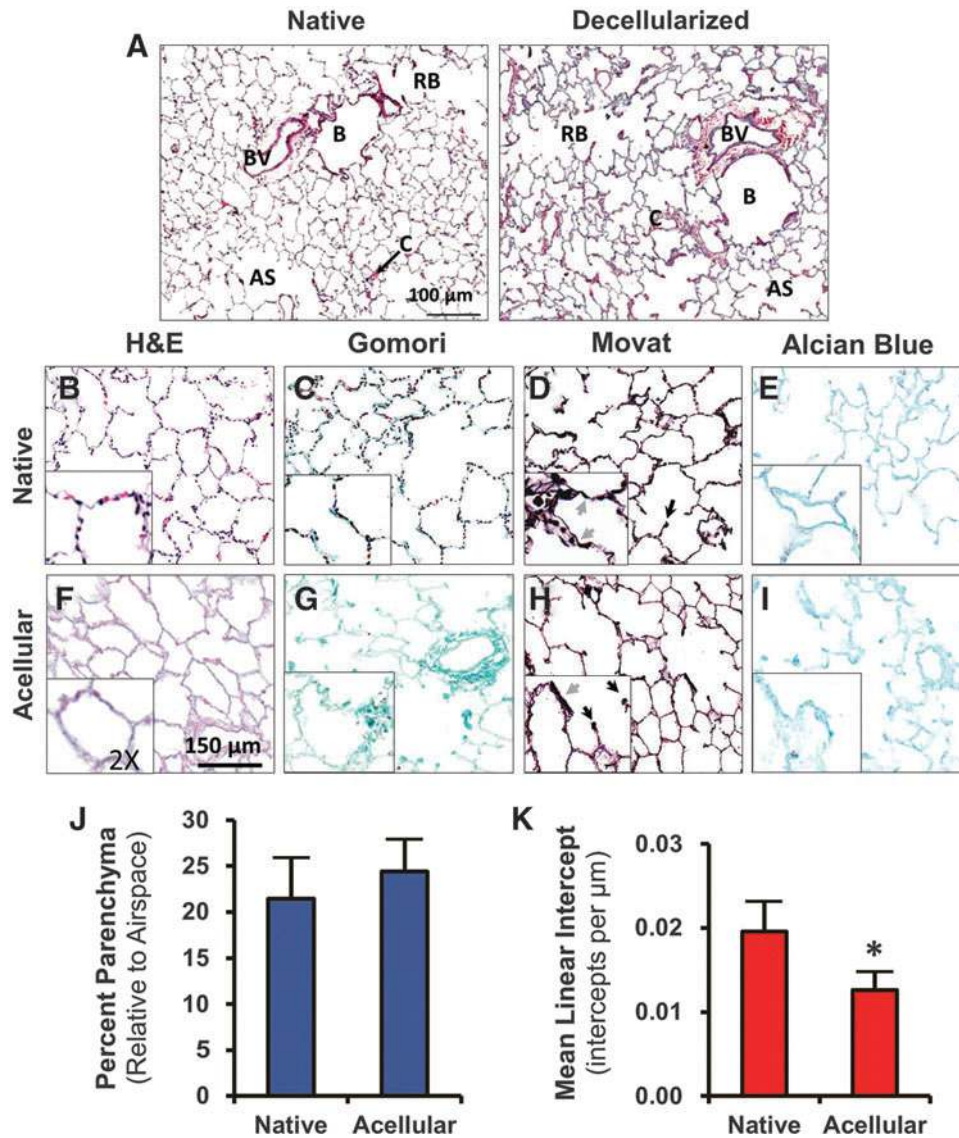 Native Decellularized
A
RB
B
BV
C
AS
100 µm
RB
BV
B
C
AS
H&E Gomori Movat Alcian Blue
Native
B
C
D
E
Acellular
F
2X
150 µm
G
H
I
J
Percent Parenchyma
(Relative to Airspace)
30
25
20
15
10
5
0
Native Acellular
K
Mean Linear Intercept
(intercepts per µm)
0.03
0.02
0.01
0.00
*
Native Acellular